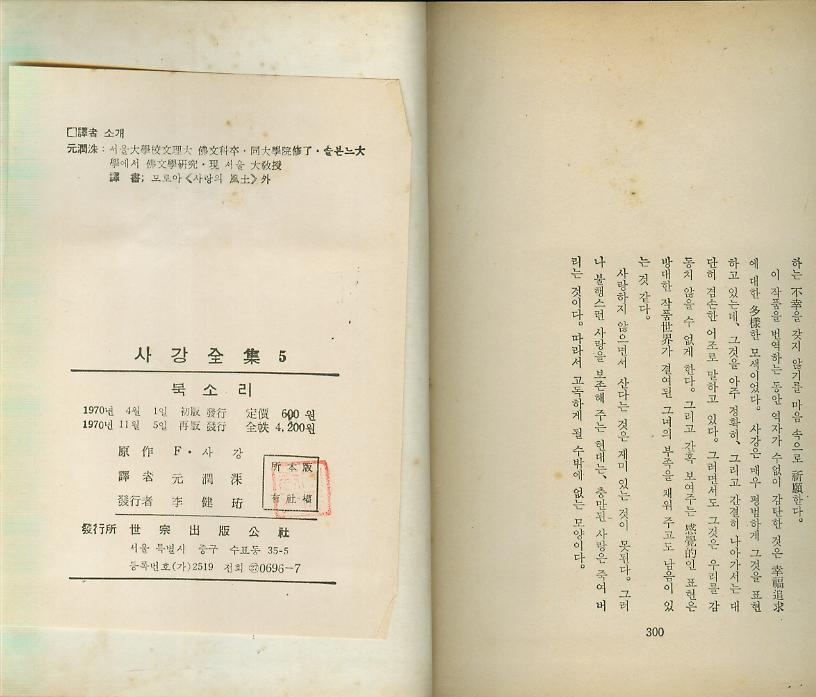 □譯者 소개
元潤洙: 서울大學校文理大 佛文科卒・同大學院修了・솔본느大
學에서 佛文學硏究・現 서울 大敎授
譯 書; 모로아《사랑의 風土》外
사 강 全 集 5
북 소 리
1970년 4월 1일 初版 發行 定價 600 원
1970년 11월 5일 再版 發行 全帙 4,200원
原 作 F・사 강
譯 者 元 潤 洙
發行者 李 健 珩
所 本 版
有 社 權
發行所 世 宗 出 版 公 社
서울 특별시 중구 수표동 35-5
등록번호(가)2519 전화 ㉒0696-7
하는 不幸을 갖지 않기를 마음 속으로 祈願한다。
이 작품을 번역하는 동안 역자가 수없이 감탄한 것은 幸福追求
에 대한 多樣한 모색이었다。 사강은 매우 평범하게 그것을 표현
하고 있는데、 그것을 아주 정확히、 그리고 간결히 나아가서는 대
단히 겸손한 어조로 말하고 있다。 그러면서도 그것은 우리를 감
동치 않을 수 없게 한다。 그리고 간혹 보여주는 感覺的인 표현은
방대한 作品世界가 결여된 그녀의 부족을 채워 주고도 남음이 있
는 것 같다。
사랑하지 않으면서 산다는 것은 재미 있는 것이 못된다。 그러
나 불행스런 사랑을 보존해 주는 현대는、 충만된 사랑은 죽여 버
리는 것이다。 따라서 고독하게 될 수밖에 없는 모양이다。
300